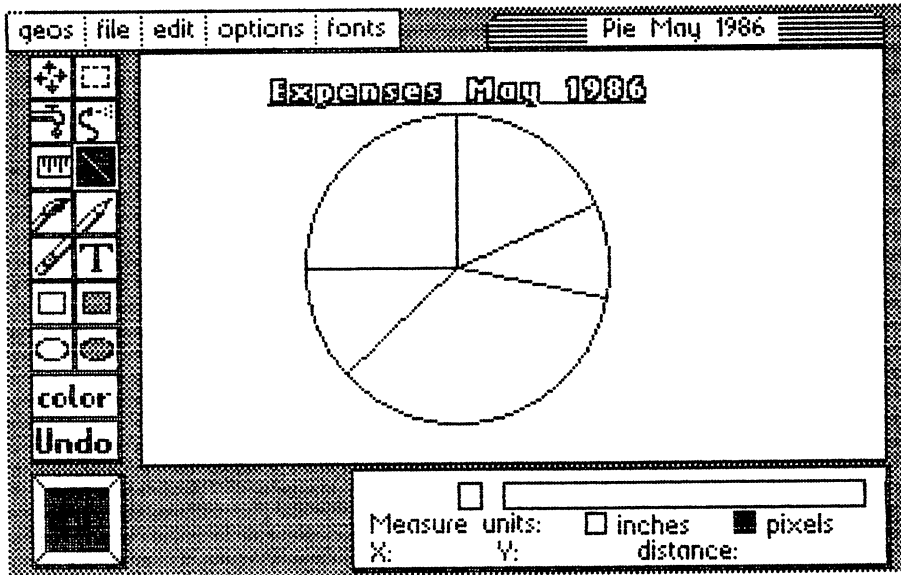 geos file edit options fonts
Pie May 1986
Expenses May 1986
T
color
Undo
Measure units: inches pixels
X: Y: distance: